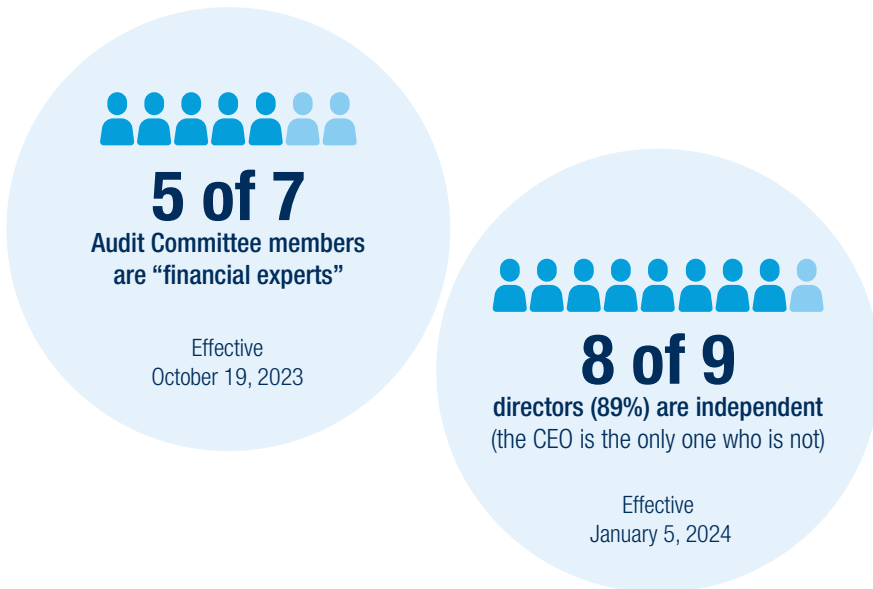 5 of 7
Audit Committee members
are “financial experts”
Effective
October 19, 2023
8 of 9
directors (89%) are independent
(the CEO is the only one who is not)
Effective
January 5, 2024